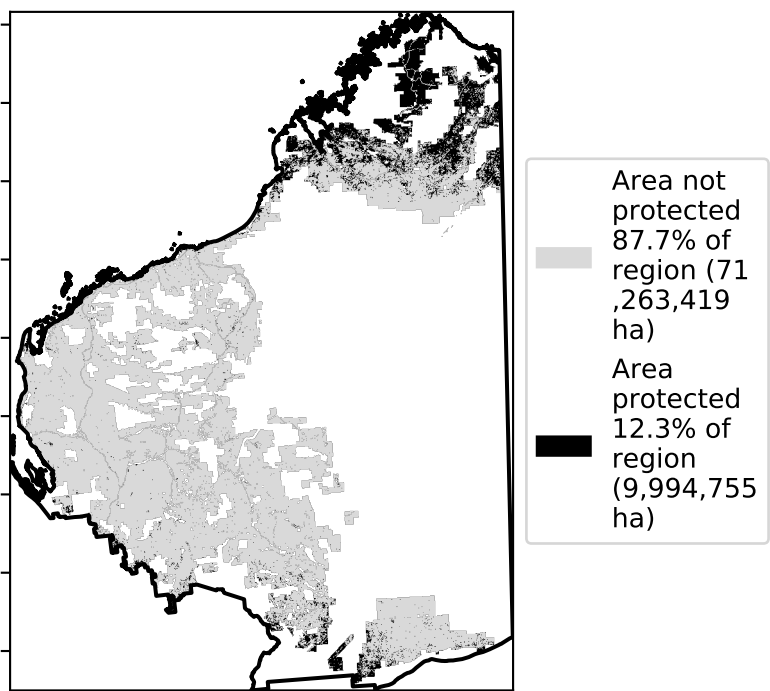 Area not
protected
87.7% of
region (71
,263,419
ha)
Area
protected
12.3% of
region
(9,994,755
ha)